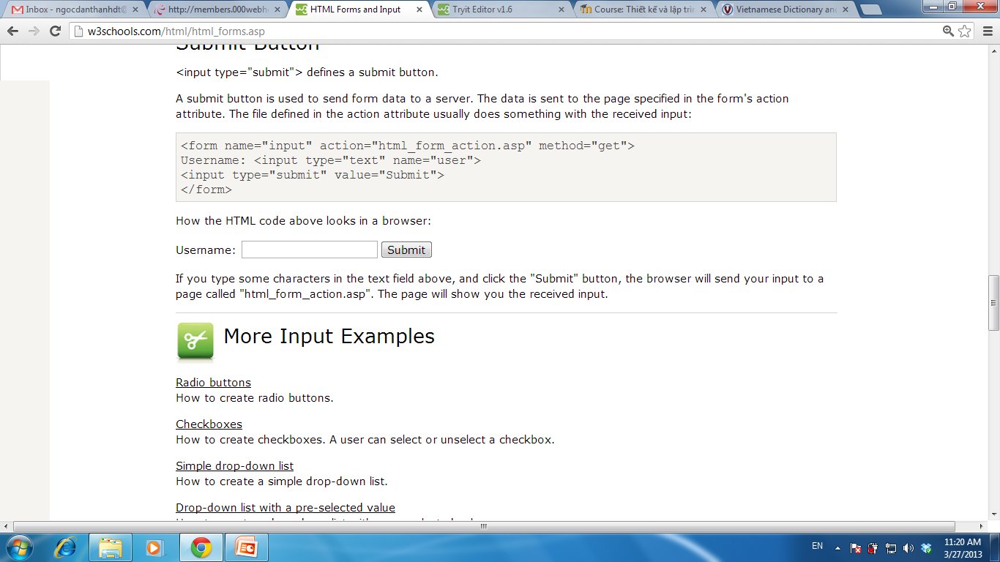 Inbox - ngocdanthanhdt@
http://members.000webh
HTML Forms and Input
Tryit Editor v1.6
Course: Thiết kế và lập trìn
Vietnamese Dictionary and
w3schools.com/html/html_forms.asp
Submit Button
<input type="submit"> defines a submit button.
A submit button is used to send form data to a server. The data is sent to the page specified in the form's action
attribute. The file defined in the action attribute usually does something with the received input:
<form name="input" action="html_form_action.asp" method="get">
Username: <input type="text" name="user">
<input type="submit" value="Submit">
</form>
How the HTML code above looks in a browser:
Username: Submit
If you type some characters in the text field above, and click the "Submit" button, the browser will send your input to a
page called "html_form_action.asp". The page will show you the received input.
More Input Examples
Radio buttons
How to create radio buttons.
Checkboxes
How to create checkboxes. A user can select or unselect a checkbox.
Simple drop-down list
How to create a simple drop-down list.
Drop-down list with a pre-selected value
EN
11:20 AM
3/27/2013